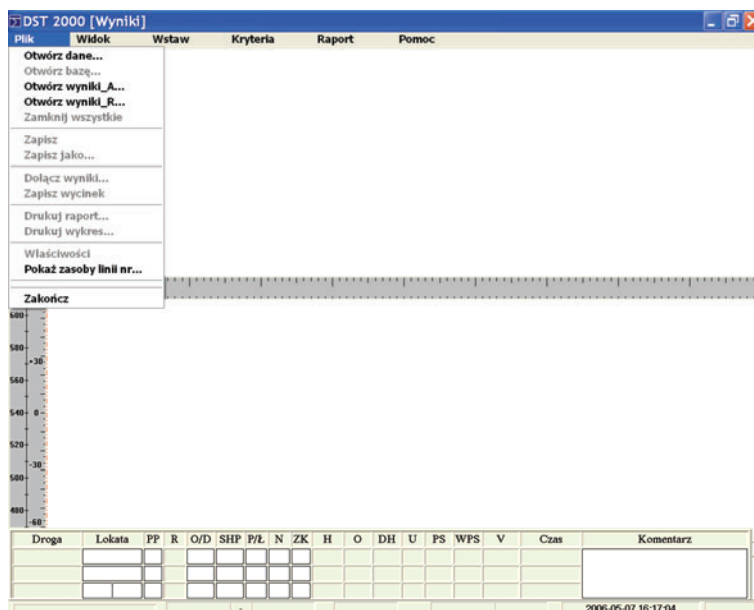 DST 2000 [Wyniki]
Plik Widok Wstaw Kryteria Raport Pomoc
Otwórz dane...
Otwórz bazę...
Otwórz wyniki_A...
Otwórz wyniki_R...
Zamknij wszystkie
Zapisz
Zapisz jako...
Dołącz wyniki...
Zapisz wycinek
Drukuj raport...
Drukuj wykres...
Właściwości
Pokaż zasoby linii nr...
Zakończ
600
580
+30
560
540 0
520
-30
500
480
-60
Droga Lokata PP R O/D SHP P/Ł N ZK H O DH U PS WPS V Czas Komentarz
2006-05-07 16:17:04